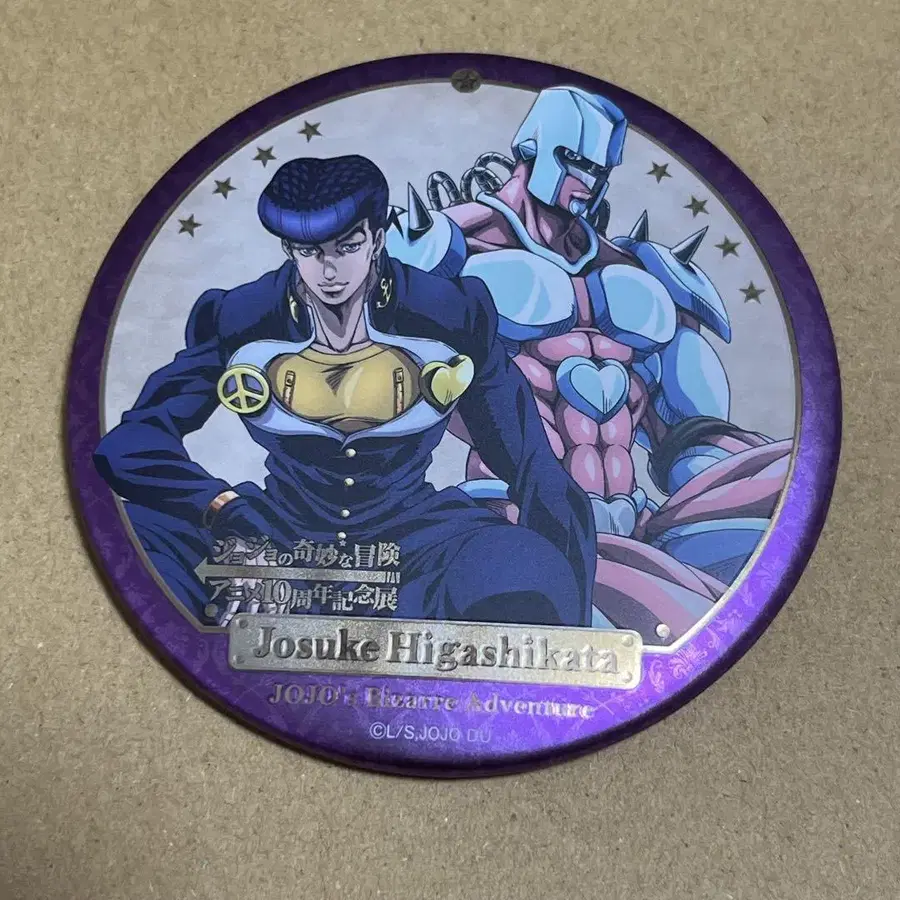 ジョジョの奇妙な冒険
アニメ10周年記念展
Josuke Higashikata
JOJO's Bizarre Adventure
©L/S,JOJO DU